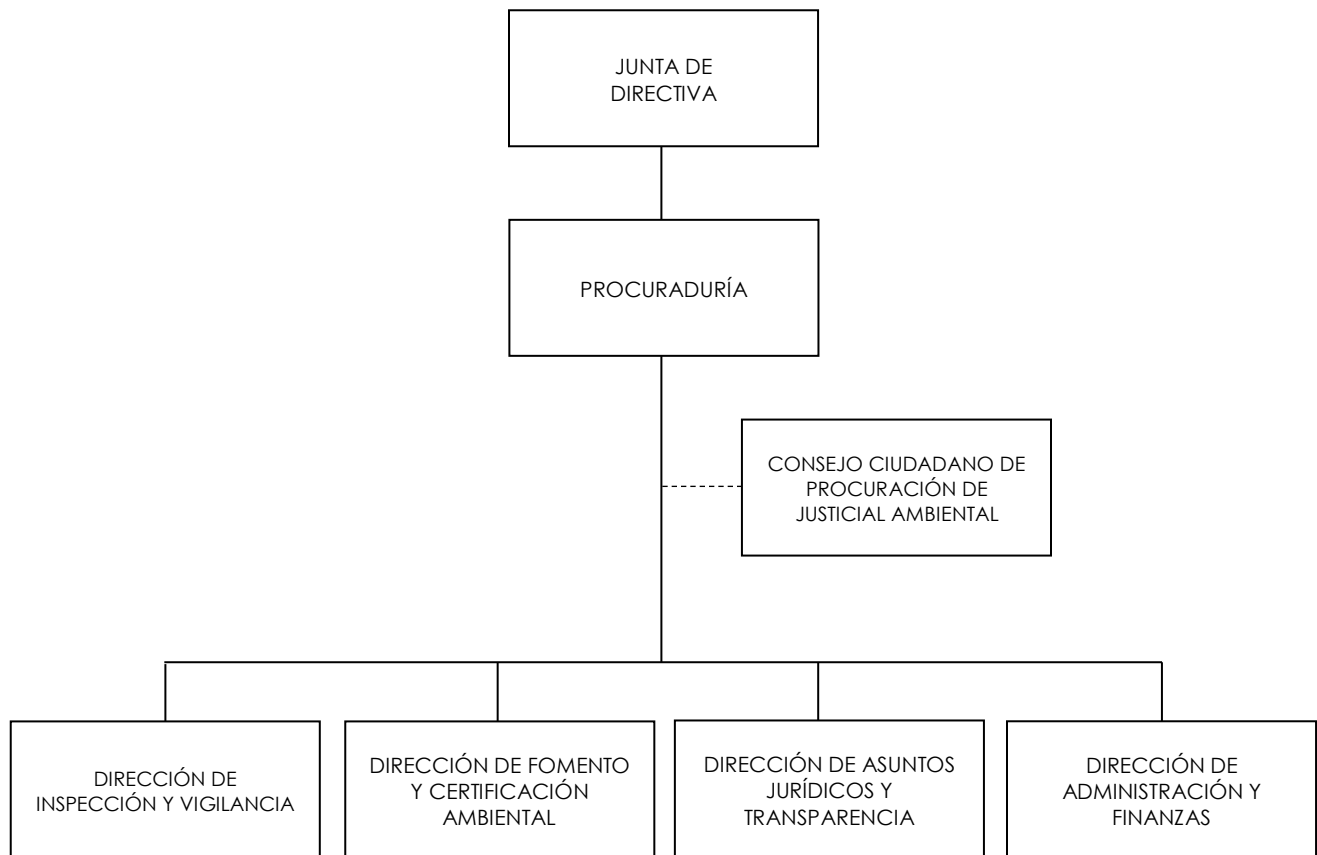 JUNTA DE
DIRECTIVA
PROCURADURÍA
CONSEJO CIUDADANO DE
PROCURACIÓN DE
JUSTICIAL AMBIENTAL
DIRECCIÓN DE
INSPECCIÓN Y VIGILANCIA
DIRECCIÓN DE FOMENTO
Y CERTIFICACIÓN
AMBIENTAL
DIRECCIÓN DE ASUNTOS
JURÍDICOS Y
TRANSPARENCIA
DIRECCIÓN DE
ADMINISTRACIÓN Y
FINANZAS